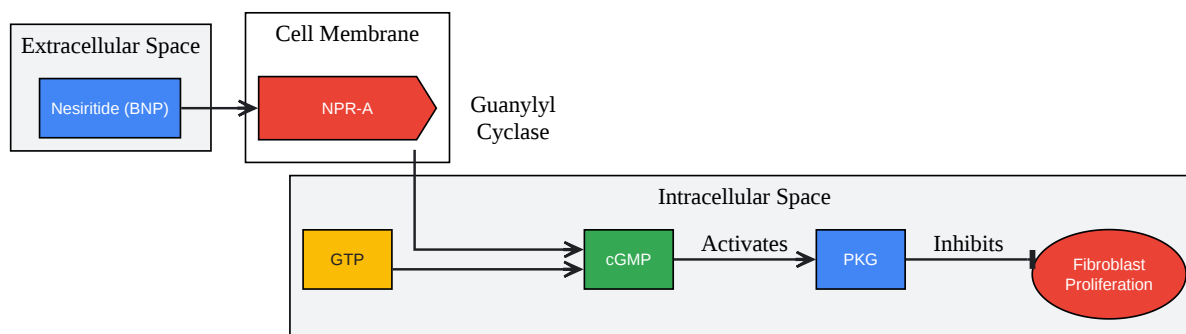 Extracellular Space
Cell Membrane
Nesiritide (BNP)
NPR-A
Guanylyl
Cyclase
Intracellular Space
GTP
cGMP
Activates
PKG
Inhibits
Fibroblast
Proliferation